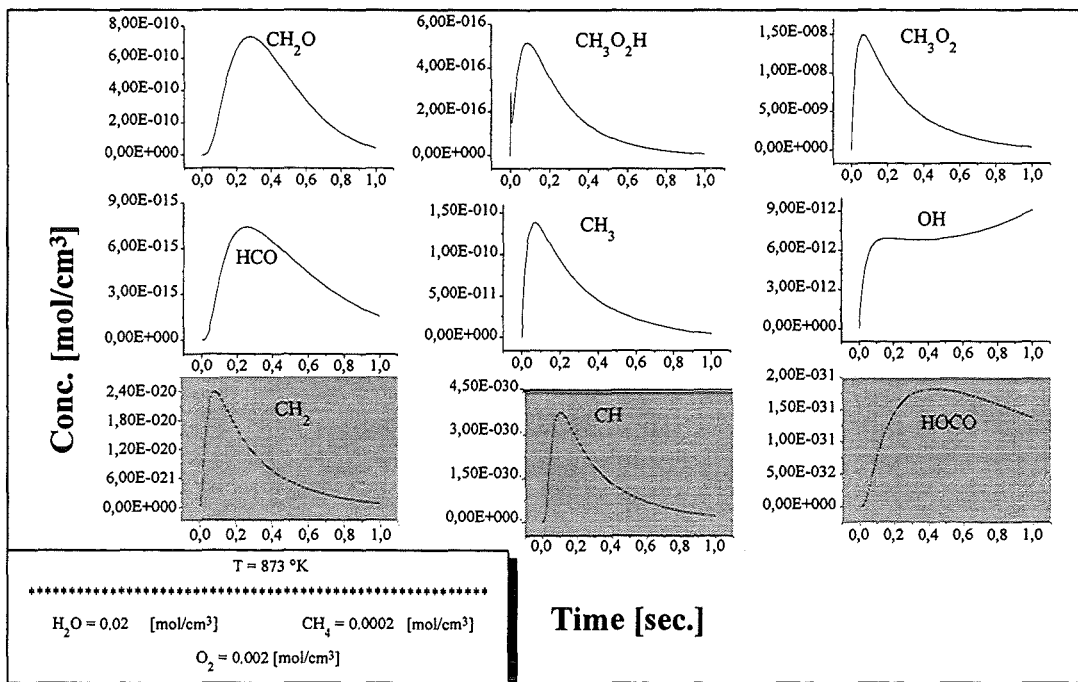 Conc. [mol/cm³]
8,00E-010
6,00E-010
4,00E-010
2,00E-010
0,00E+000
CH₂O
0,0 0,2 0,4 0,6 0,8 1,0
6,00E-016
4,00E-016
2,00E-016
0,00E+000
CH₃O₂H
0,0 0,2 0,4 0,6 0,8 1,0
1,50E-008
1,00E-008
5,00E-009
0,00E+000
CH₃O₂
0,0 0,2 0,4 0,6 0,8 1,0
9,00E-015
6,00E-015
3,00E-015
0,00E+000
HCO
0,0 0,2 0,4 0,6 0,8 1,0
1,50E-010
1,00E-010
5,00E-011
0,00E+000
CH₃
0,0 0,2 0,4 0,6 0,8 1,0
9,00E-012
6,00E-012
3,00E-012
0,00E+000
OH
0,0 0,2 0,4 0,6 0,8 1,0
2,40E-020
1,80E-020
1,20E-020
6,00E-021
0,00E+000
CH₂
0,0 0,2 0,4 0,6 0,8 1,0
4,50E-030
3,00E-030
1,50E-030
0,00E+000
CH
0,0 0,2 0,4 0,6 0,8 1,0
2,00E-031
1,50E-031
1,00E-031
5,00E-032
0,00E+000
HOCO
0,0 0,2 0,4 0,6 0,8 1,0
Time [sec.]
T = 873 °K
H₂O = 0.02 [mol/cm³] CH₄ = 0.0002 [mol/cm³]
O₂ = 0.002 [mol/cm³]